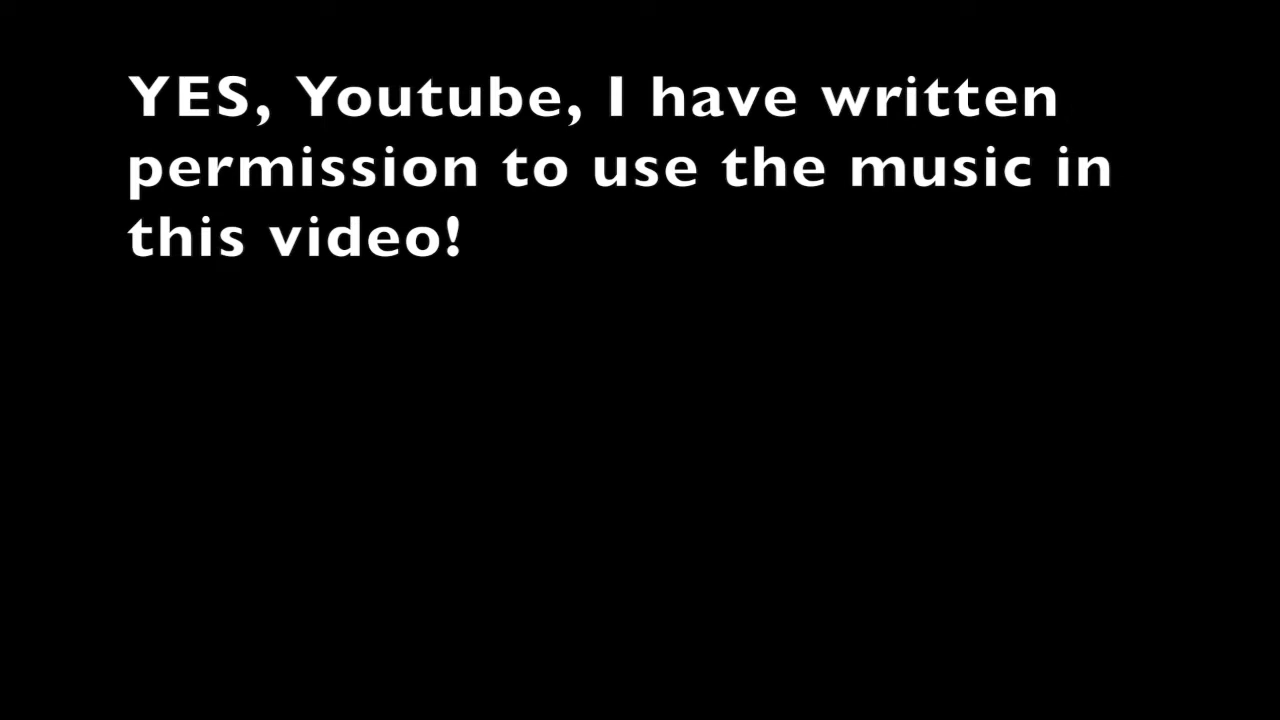 YES, Youtube, I have written
permission to use the music in
this video!